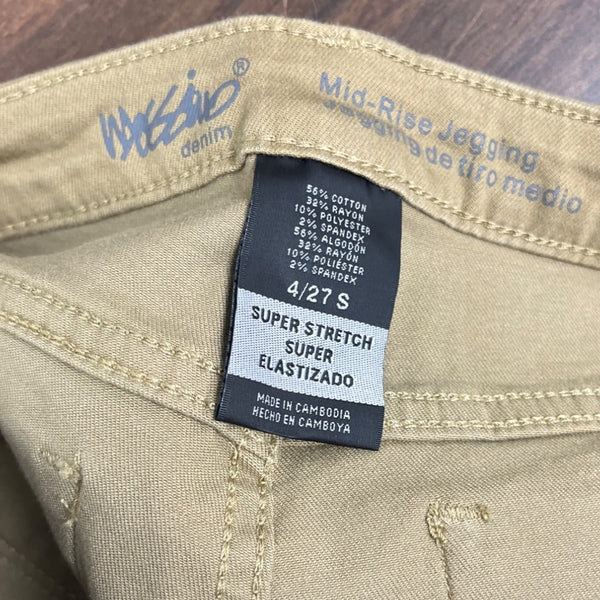 Mossimo®
denim
Mid-Rise Jegging
Jegging de tiro medio
56% COTTON
32% RAYON
10% POLYESTER
2% SPANDEX
56% ALGODÓN
32% RAYÓN
10% POLIÉSTER
2% SPANDEX
4/27 S
SUPER STRETCH
SUPER
ELASTIZADO
MADE IN CAMBODIA
HECHO EN CAMBOYA